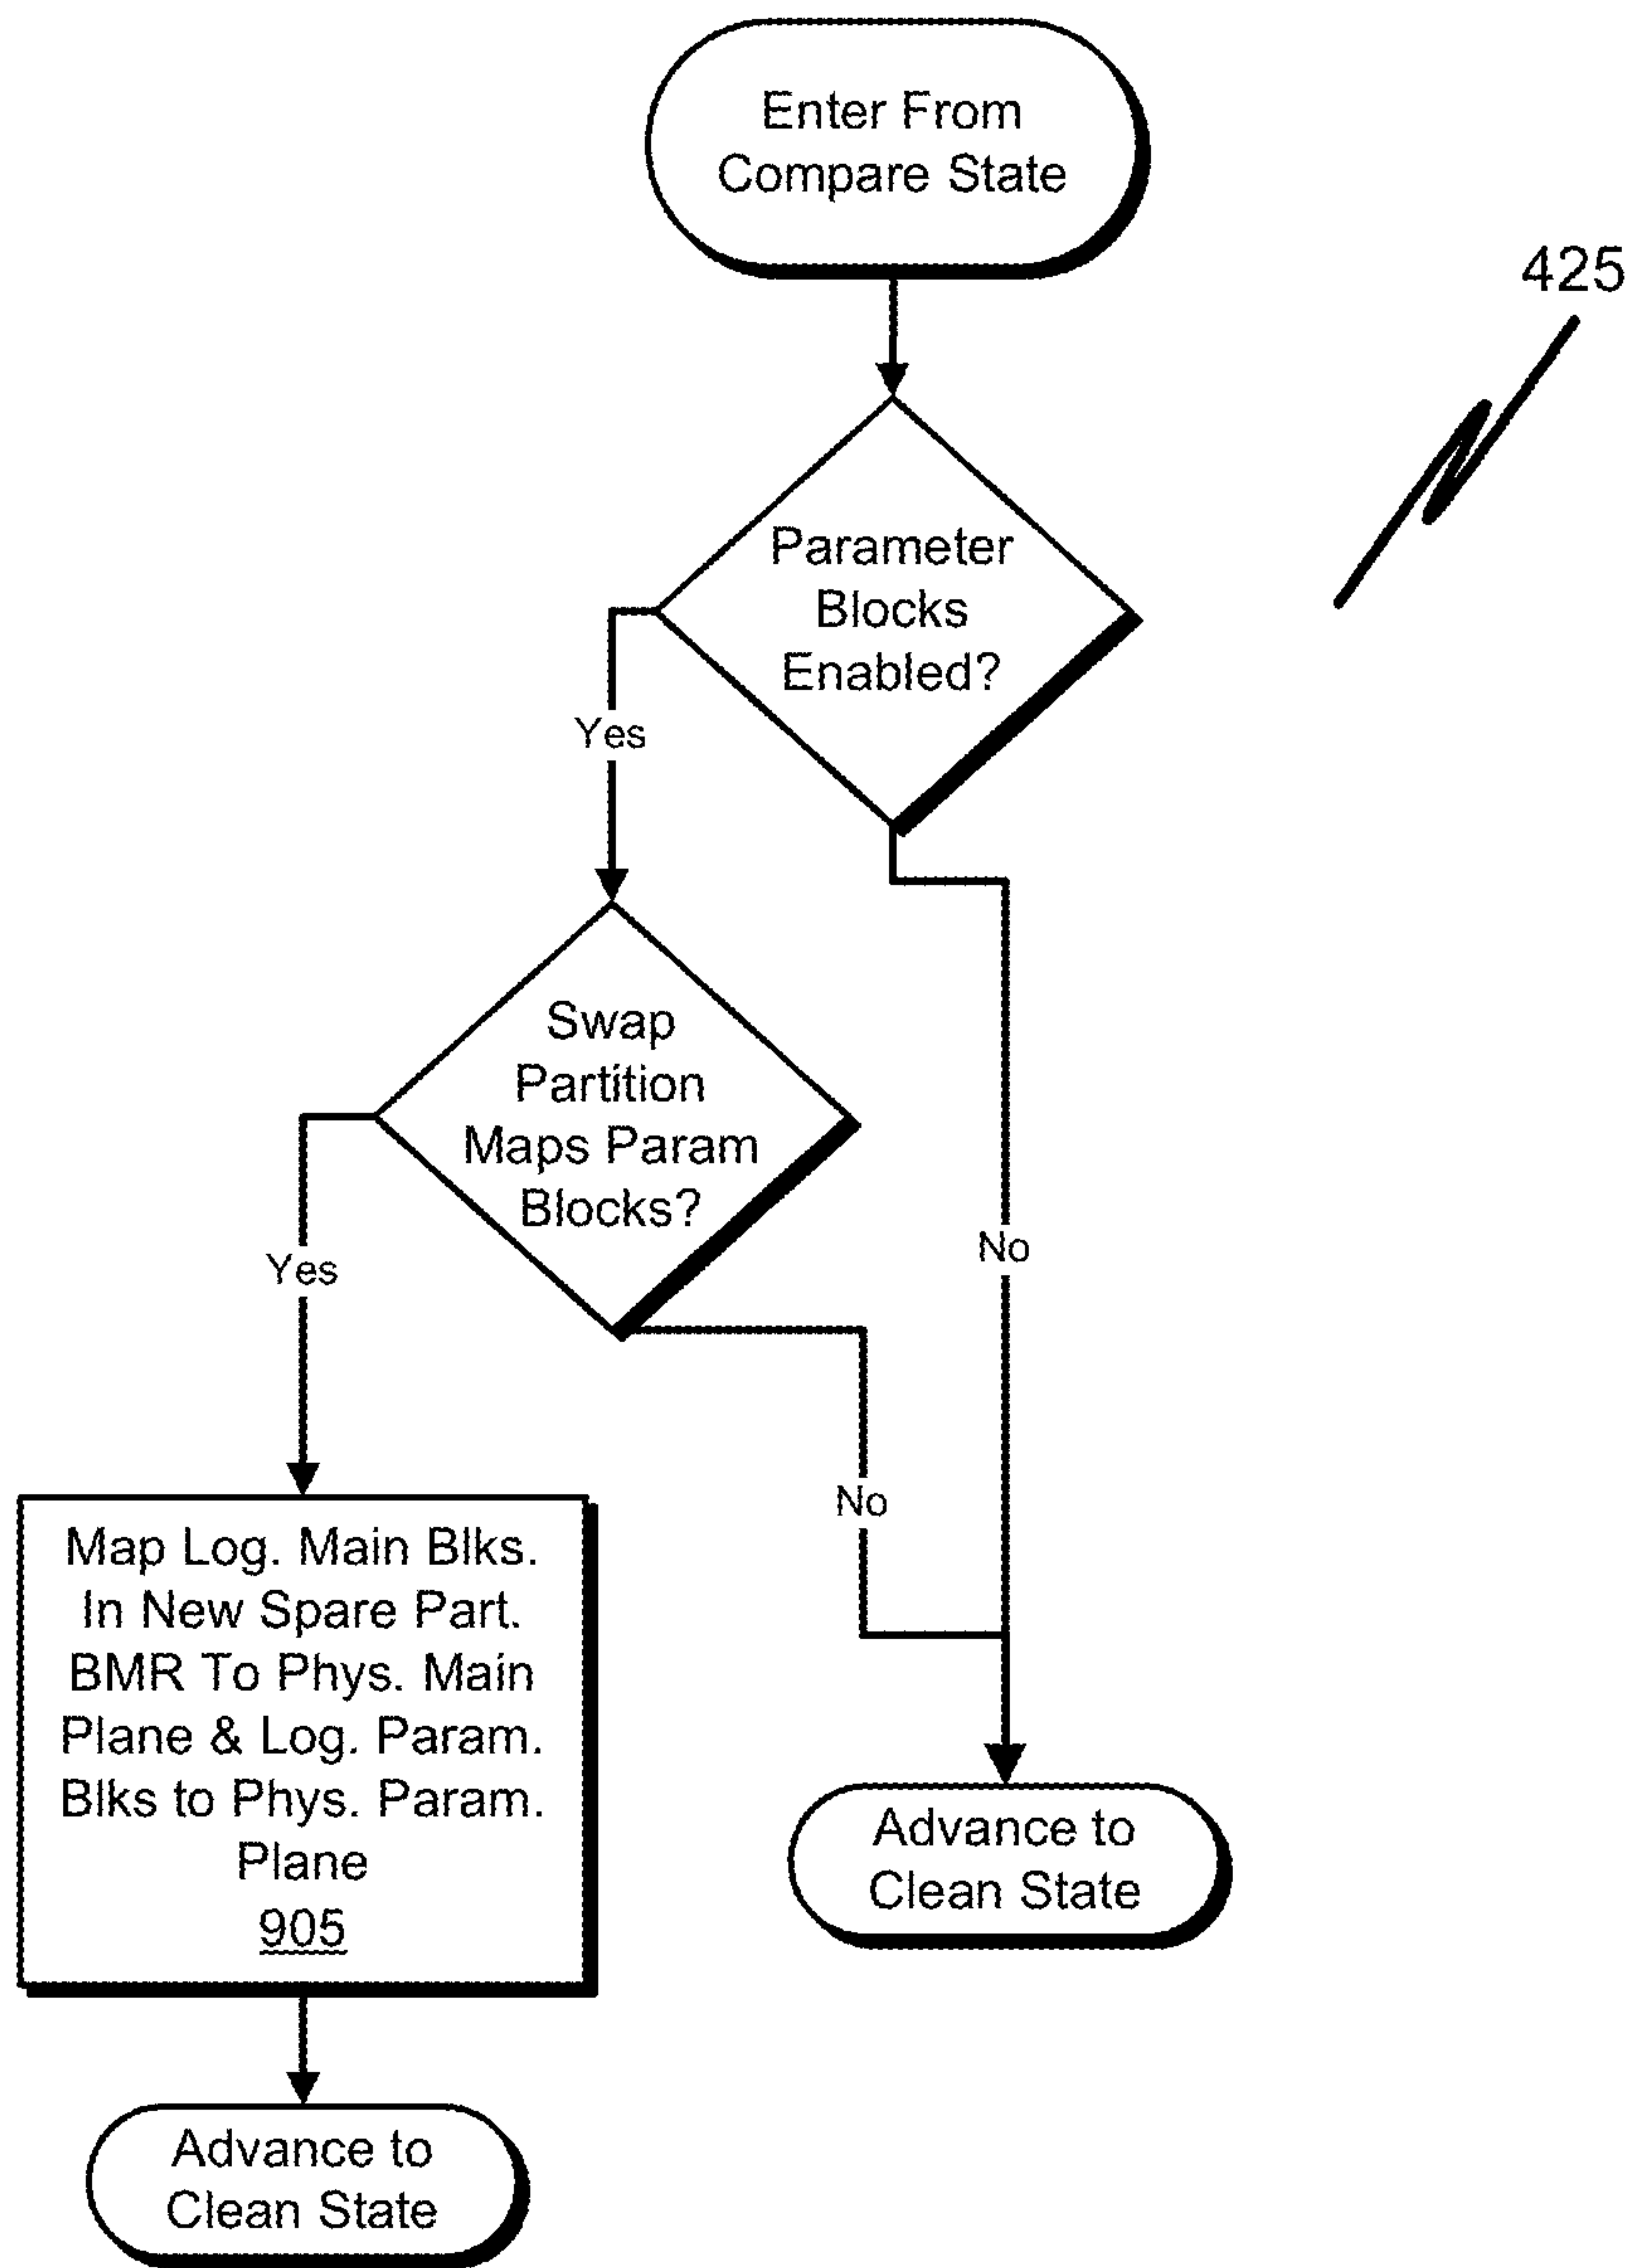 Enter From
Compare State
425
Parameter
Blocks
Enabled?
Yes
Swap
Partition
Maps Param
Blocks?
No
Yes
No
Map Log. Main Blks.
In New Spare Part.
BMR To Phys. Main
Plane & Log. Param.
Blks to Phys. Param.
Plane
905
Advance to
Clean State
Advance to
Clean State